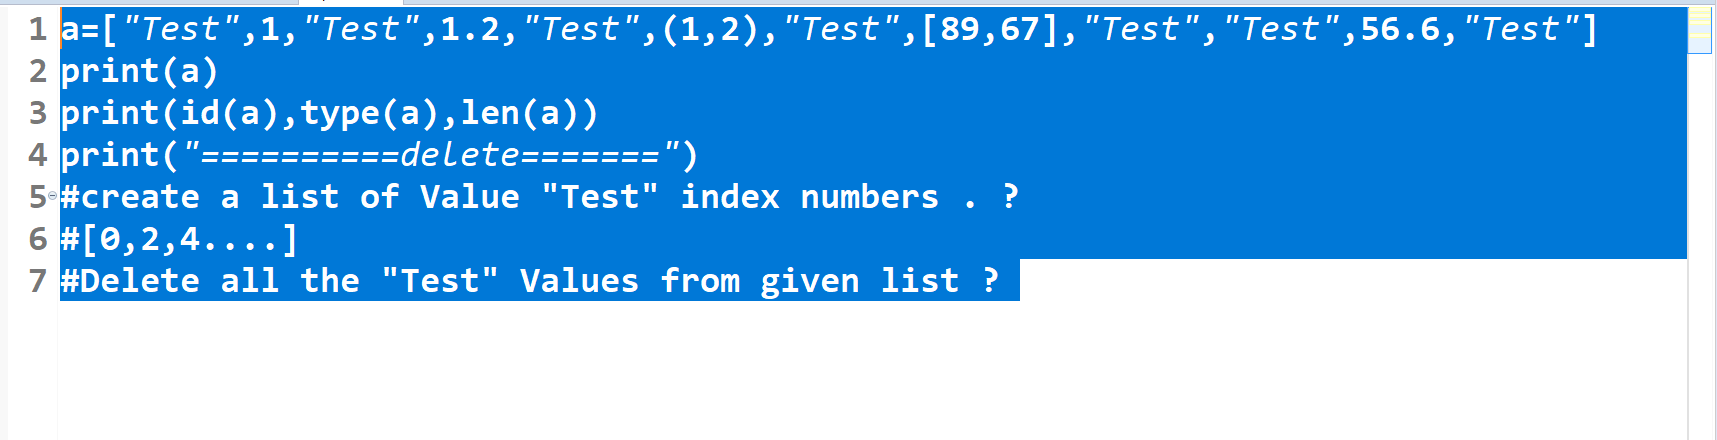 1 a=["Test",1,"Test",1.2,"Test",(1,2),"Test",[89,67],"Test","Test",56.6,"Test"]
2 print(a)
3 print(id(a),type(a),len(a))
4 print("==========delete=======")
5 #create a list of Value "Test" index numbers . ?
6 #[0,2,4....]
7 #Delete all the "Test" Values from given list ?